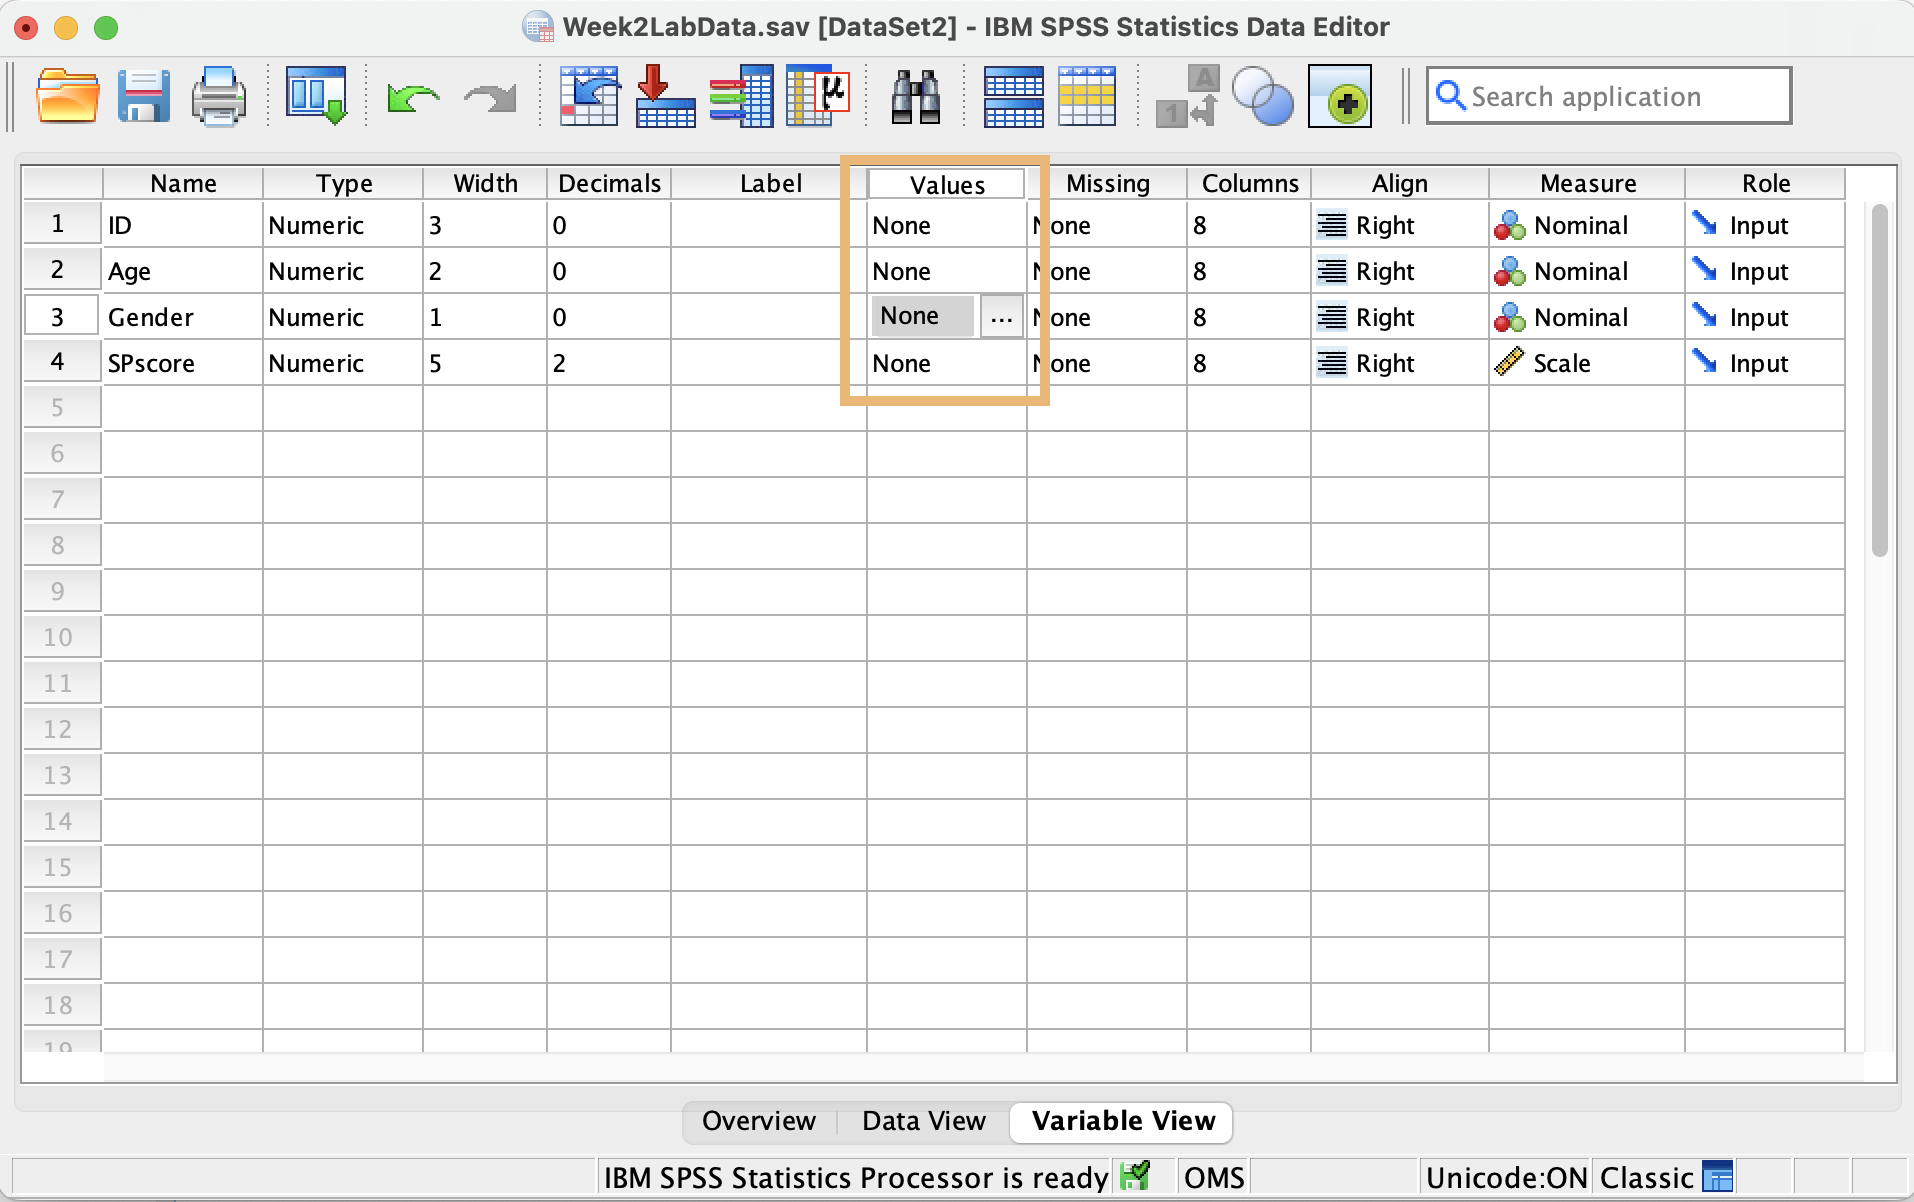 Week2LabData.sav [DataSet2] - IBM SPSS Statistics Data Editor
Search application
Name Type Width Decimals Label Values Missing Columns Align Measure Role
1 ID Numeric 3 0 None None 8 Right Nominal Input
2 Age Numeric 2 0 None None 8 Right Nominal Input
3 Gender Numeric 1 0 None ... None 8 Right Nominal Input
4 SPscore Numeric 5 2 None None 8 Right Scale Input
5
6
7
8
9
10
11
12
13
14
15
16
17
18
19
Overview Data View Variable View
IBM SPSS Statistics Processor is ready OMS Unicode:ON Classic